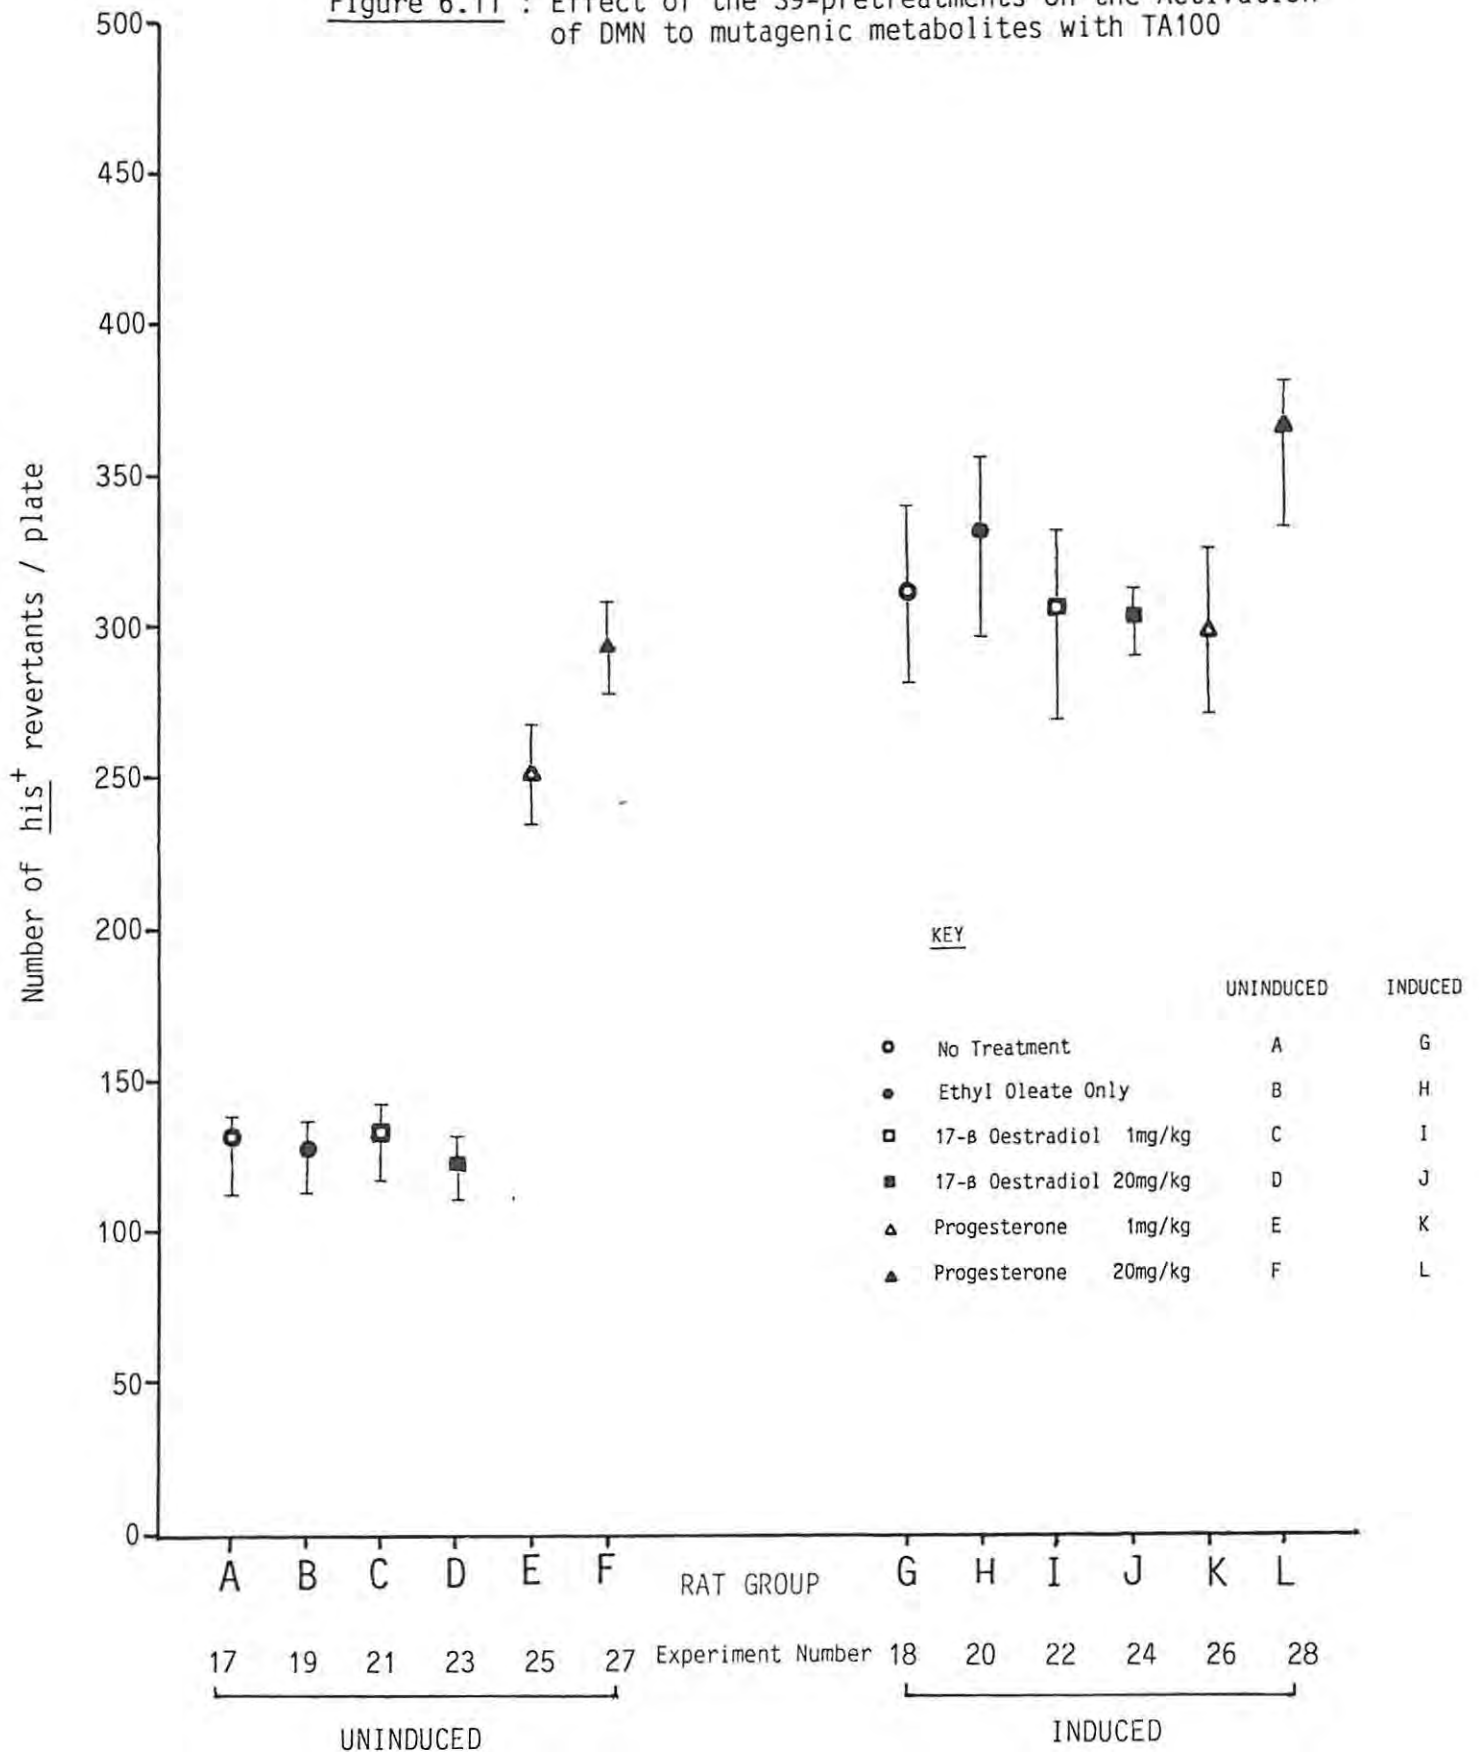 Figure 6.11 : Effect of the S9-pretreatments on the Activation
of DMN to mutagenic metabolites with TA100
500
450
400
350
300
250
200
150
100
50
0
Number of his+ revertants / plate
KEY
UNINDUCED INDUCED
No Treatment A G
Ethyl Oleate Only B H
17-β Oestradiol 1mg/kg C I
17-β Oestradiol 20mg/kg D J
Progesterone 1mg/kg E K
Progesterone 20mg/kg F L
A B C D E F RAT GROUP G H I J K L
17 19 21 23 25 27 Experiment Number 18 20 22 24 26 28
UNINDUCED INDUCED